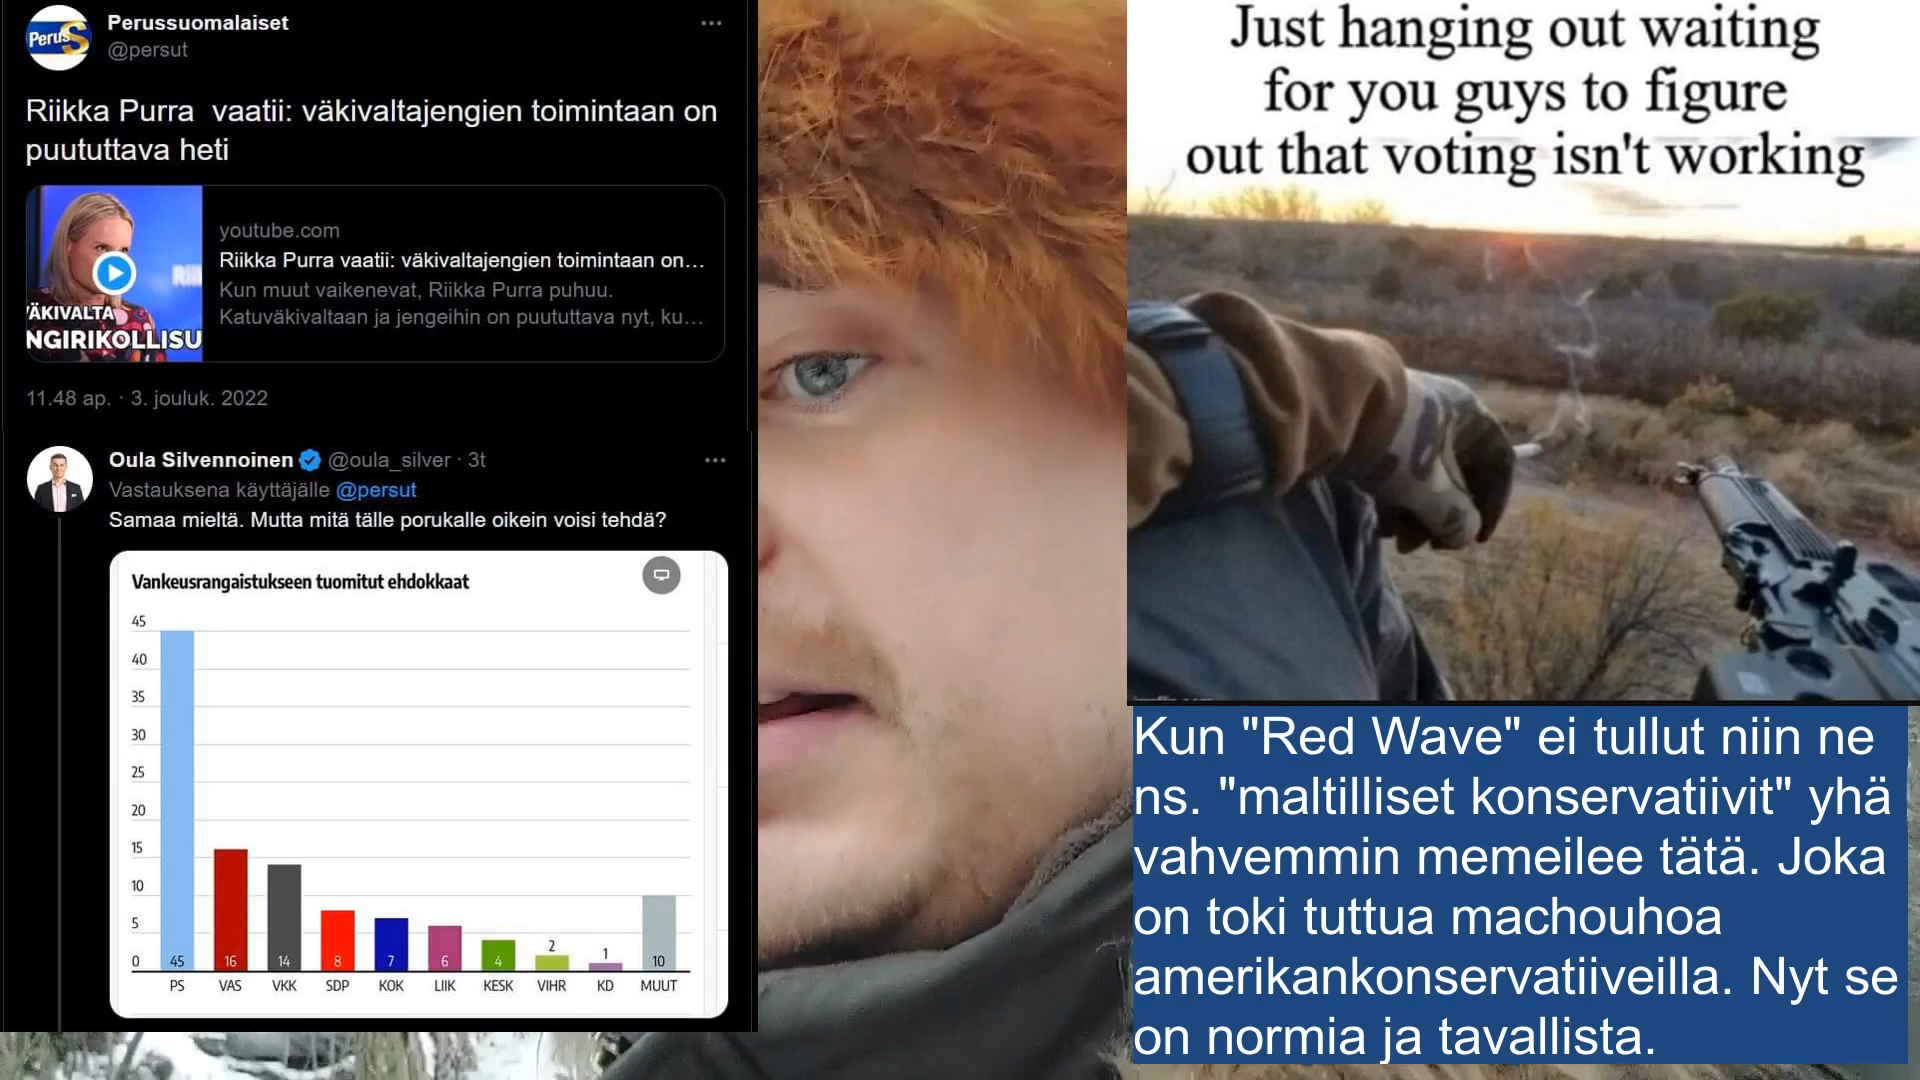 Perussuomalaiset
@persut
Riikka Purra vaatii: väkivaltajengien toimintaan on
puututtava heti
youtube.com
Riikka Purra vaatii: väkivaltajengien toimintaan on...
Kun muut vaikenevat, Riikka Purra puhuu.
Katuväkivaltaan ja jengeihin on puututtava nyt, ku...
VÄKIVALTA
NGIRIKOLLISU
11.48 ap. · 3. jouluk. 2022
Oula Silvennoinen @oula_silver · 3t
Vastauksena käyttäjälle @persut
Samaa mieltä. Mutta mitä tälle porukalle oikein voisi tehdä?
Vankeusrangaistukseen tuomitut ehdokkaat
45
40
35
30
25
20
15
10
5
0
45 16 14 8 7 6 4 2 1 10
PS VAS VKK SDP KOK LIIK KESK VIHR KD MUUT
Just hanging out waiting
for you guys to figure
out that voting isn't working
Kun "Red Wave" ei tullut niin ne
ns. "maltilliset konservatiivit" yhä
vahvemmin memeilee tätä. Joka
on toki tuttua machouhoa
amerikankonservatiiveilla. Nyt se
on normia ja tavallista.